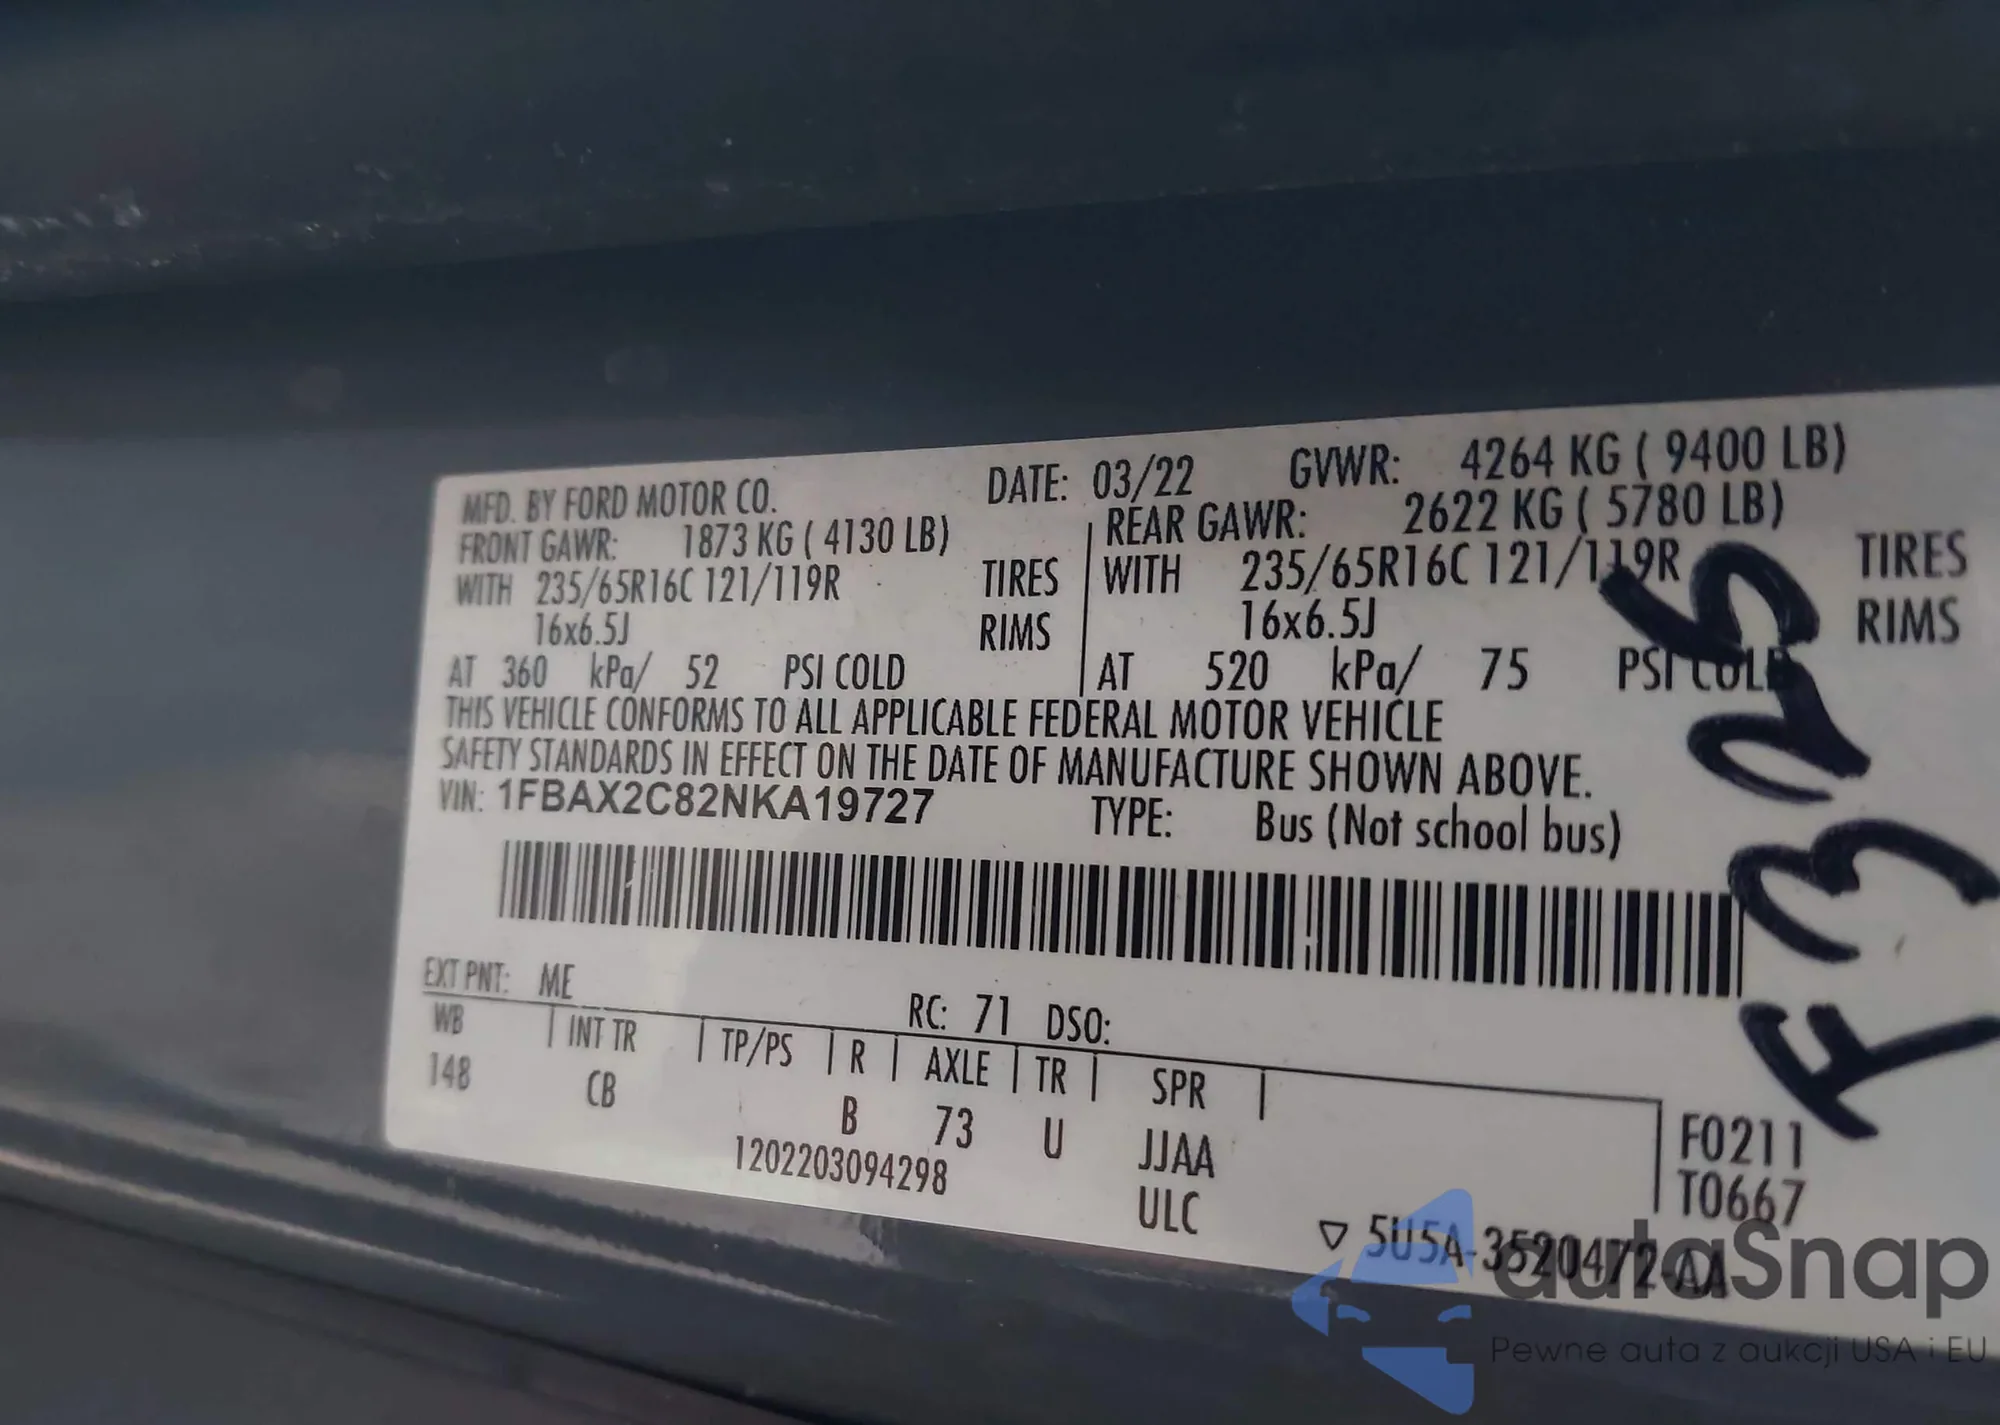 MFD. BY FORD MOTOR CO. DATE: 03/22 GVWR: 4264 KG ( 9400 LB)
FRONT GAWR: 1873 KG ( 4130 LB) REAR GAWR: 2622 KG ( 5780 LB)
WITH 235/65R16C 121/119R TIRES WITH 235/65R16C 121/119R TIRES
16x6.5J RIMS 16x6.5J RIMS
AT 360 kPa/ 52 PSI COLD AT 520 kPa/ 75 PSI COLD
THIS VEHICLE CONFORMS TO ALL APPLICABLE FEDERAL MOTOR VEHICLE
SAFETY STANDARDS IN EFFECT ON THE DATE OF MANUFACTURE SHOWN ABOVE.
VIN: 1FBAX2C82NKA19727 TYPE: Bus (Not school bus)
F325
EXT PNT: ME RC: 71 DSO:
WB INT TR TP/PS R AXLE TR SPR
148 CB B 73 U JJAA
1202203094298 ULC
F0211
T0667
▽ 5U5A-3520472-AA
autoSnap
Pewne auta z aukcji USA i EU